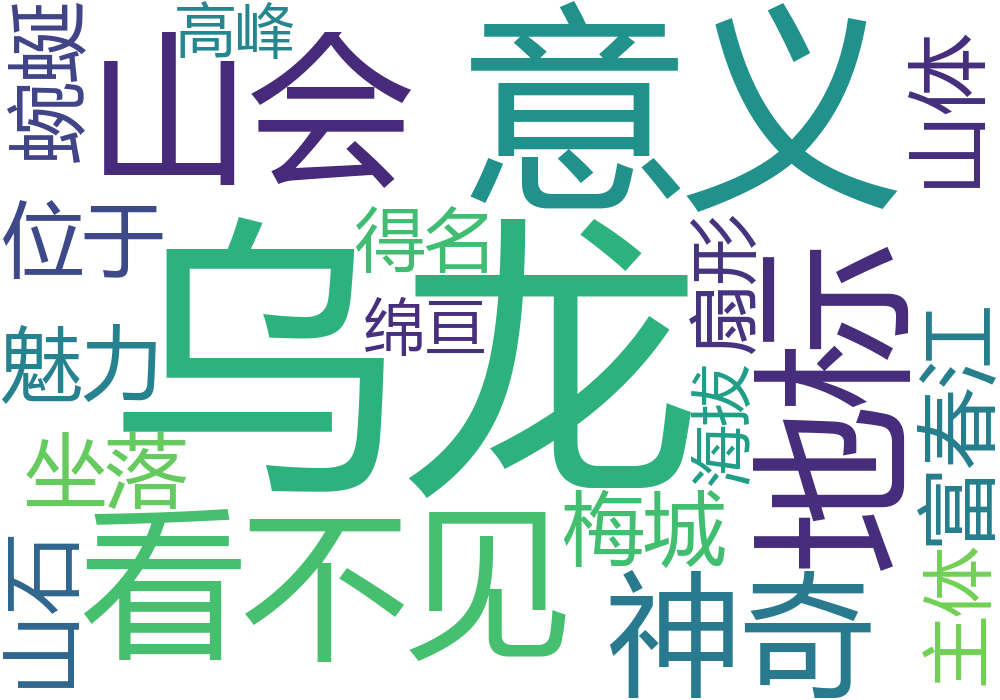 蜿蜒
高峰
山会
意义
山体
位于
得名
乌龙
绵亘
扇形
地标
魅力
海拔
富春江
坐落
看不见
梅城
山石
神奇
主体